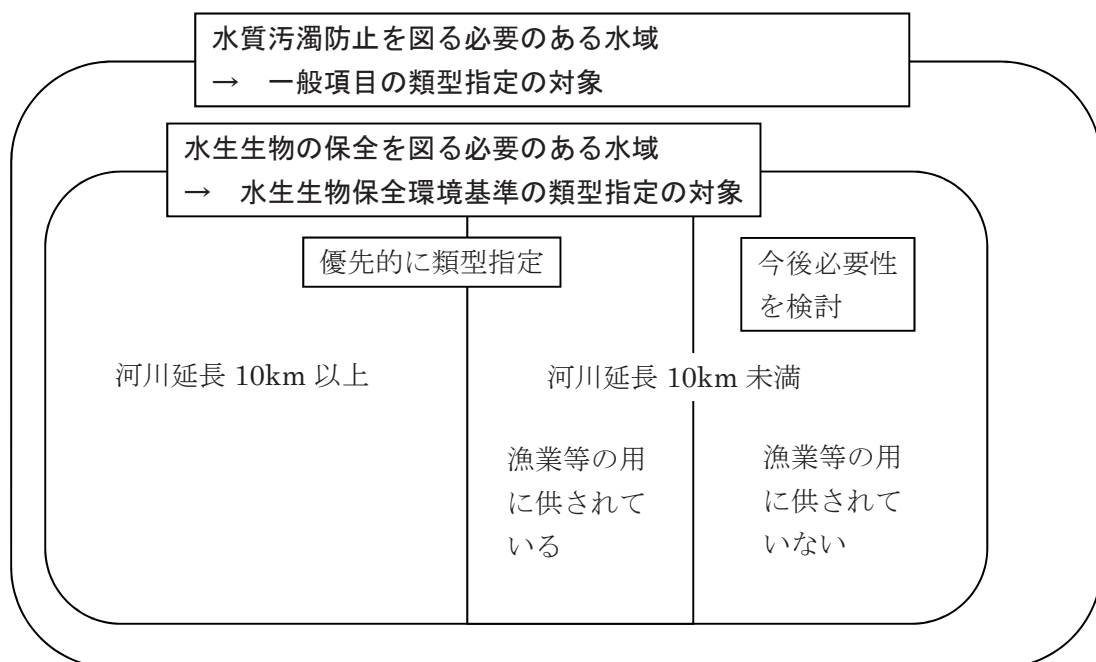 水質汚濁防止を図る必要のある水域
→ 一般項目の類型指定の対象
水生生物の保全を図る必要のある水域
→ 水生生物保全環境基準の類型指定の対象
優先的に類型指定
今後必要性
を検討
河川延長 10km 以上
河川延長 10km 未満
漁業等の用
に供されて
いる
漁業等の用
に供されて
いない